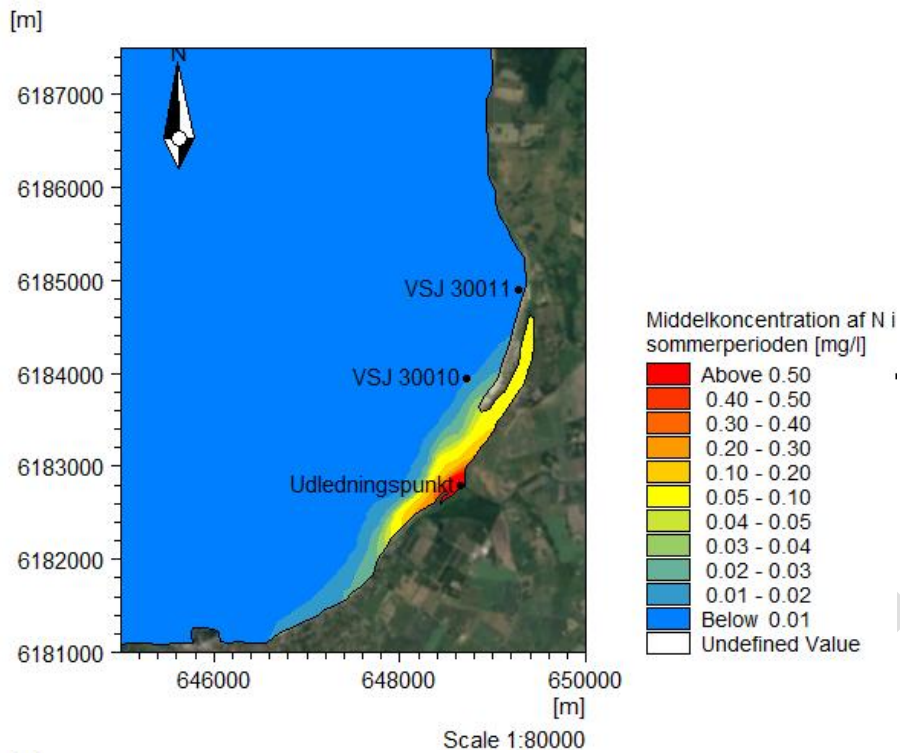 [m]
N
6187000
6186000
6185000
6184000
6183000
6182000
6181000
VSJ 30011
VSJ 30010
Udledningspunkt
646000
648000
650000
[m]
Scale 1:80000
Middelkoncentration af N i
sommerperioden [mg/l]
Above 0.50
0.40 - 0.50
0.30 - 0.40
0.20 - 0.30
0.10 - 0.20
0.05 - 0.10
0.04 - 0.05
0.03 - 0.04
0.02 - 0.03
0.01 - 0.02
Below 0.01
Undefined Value